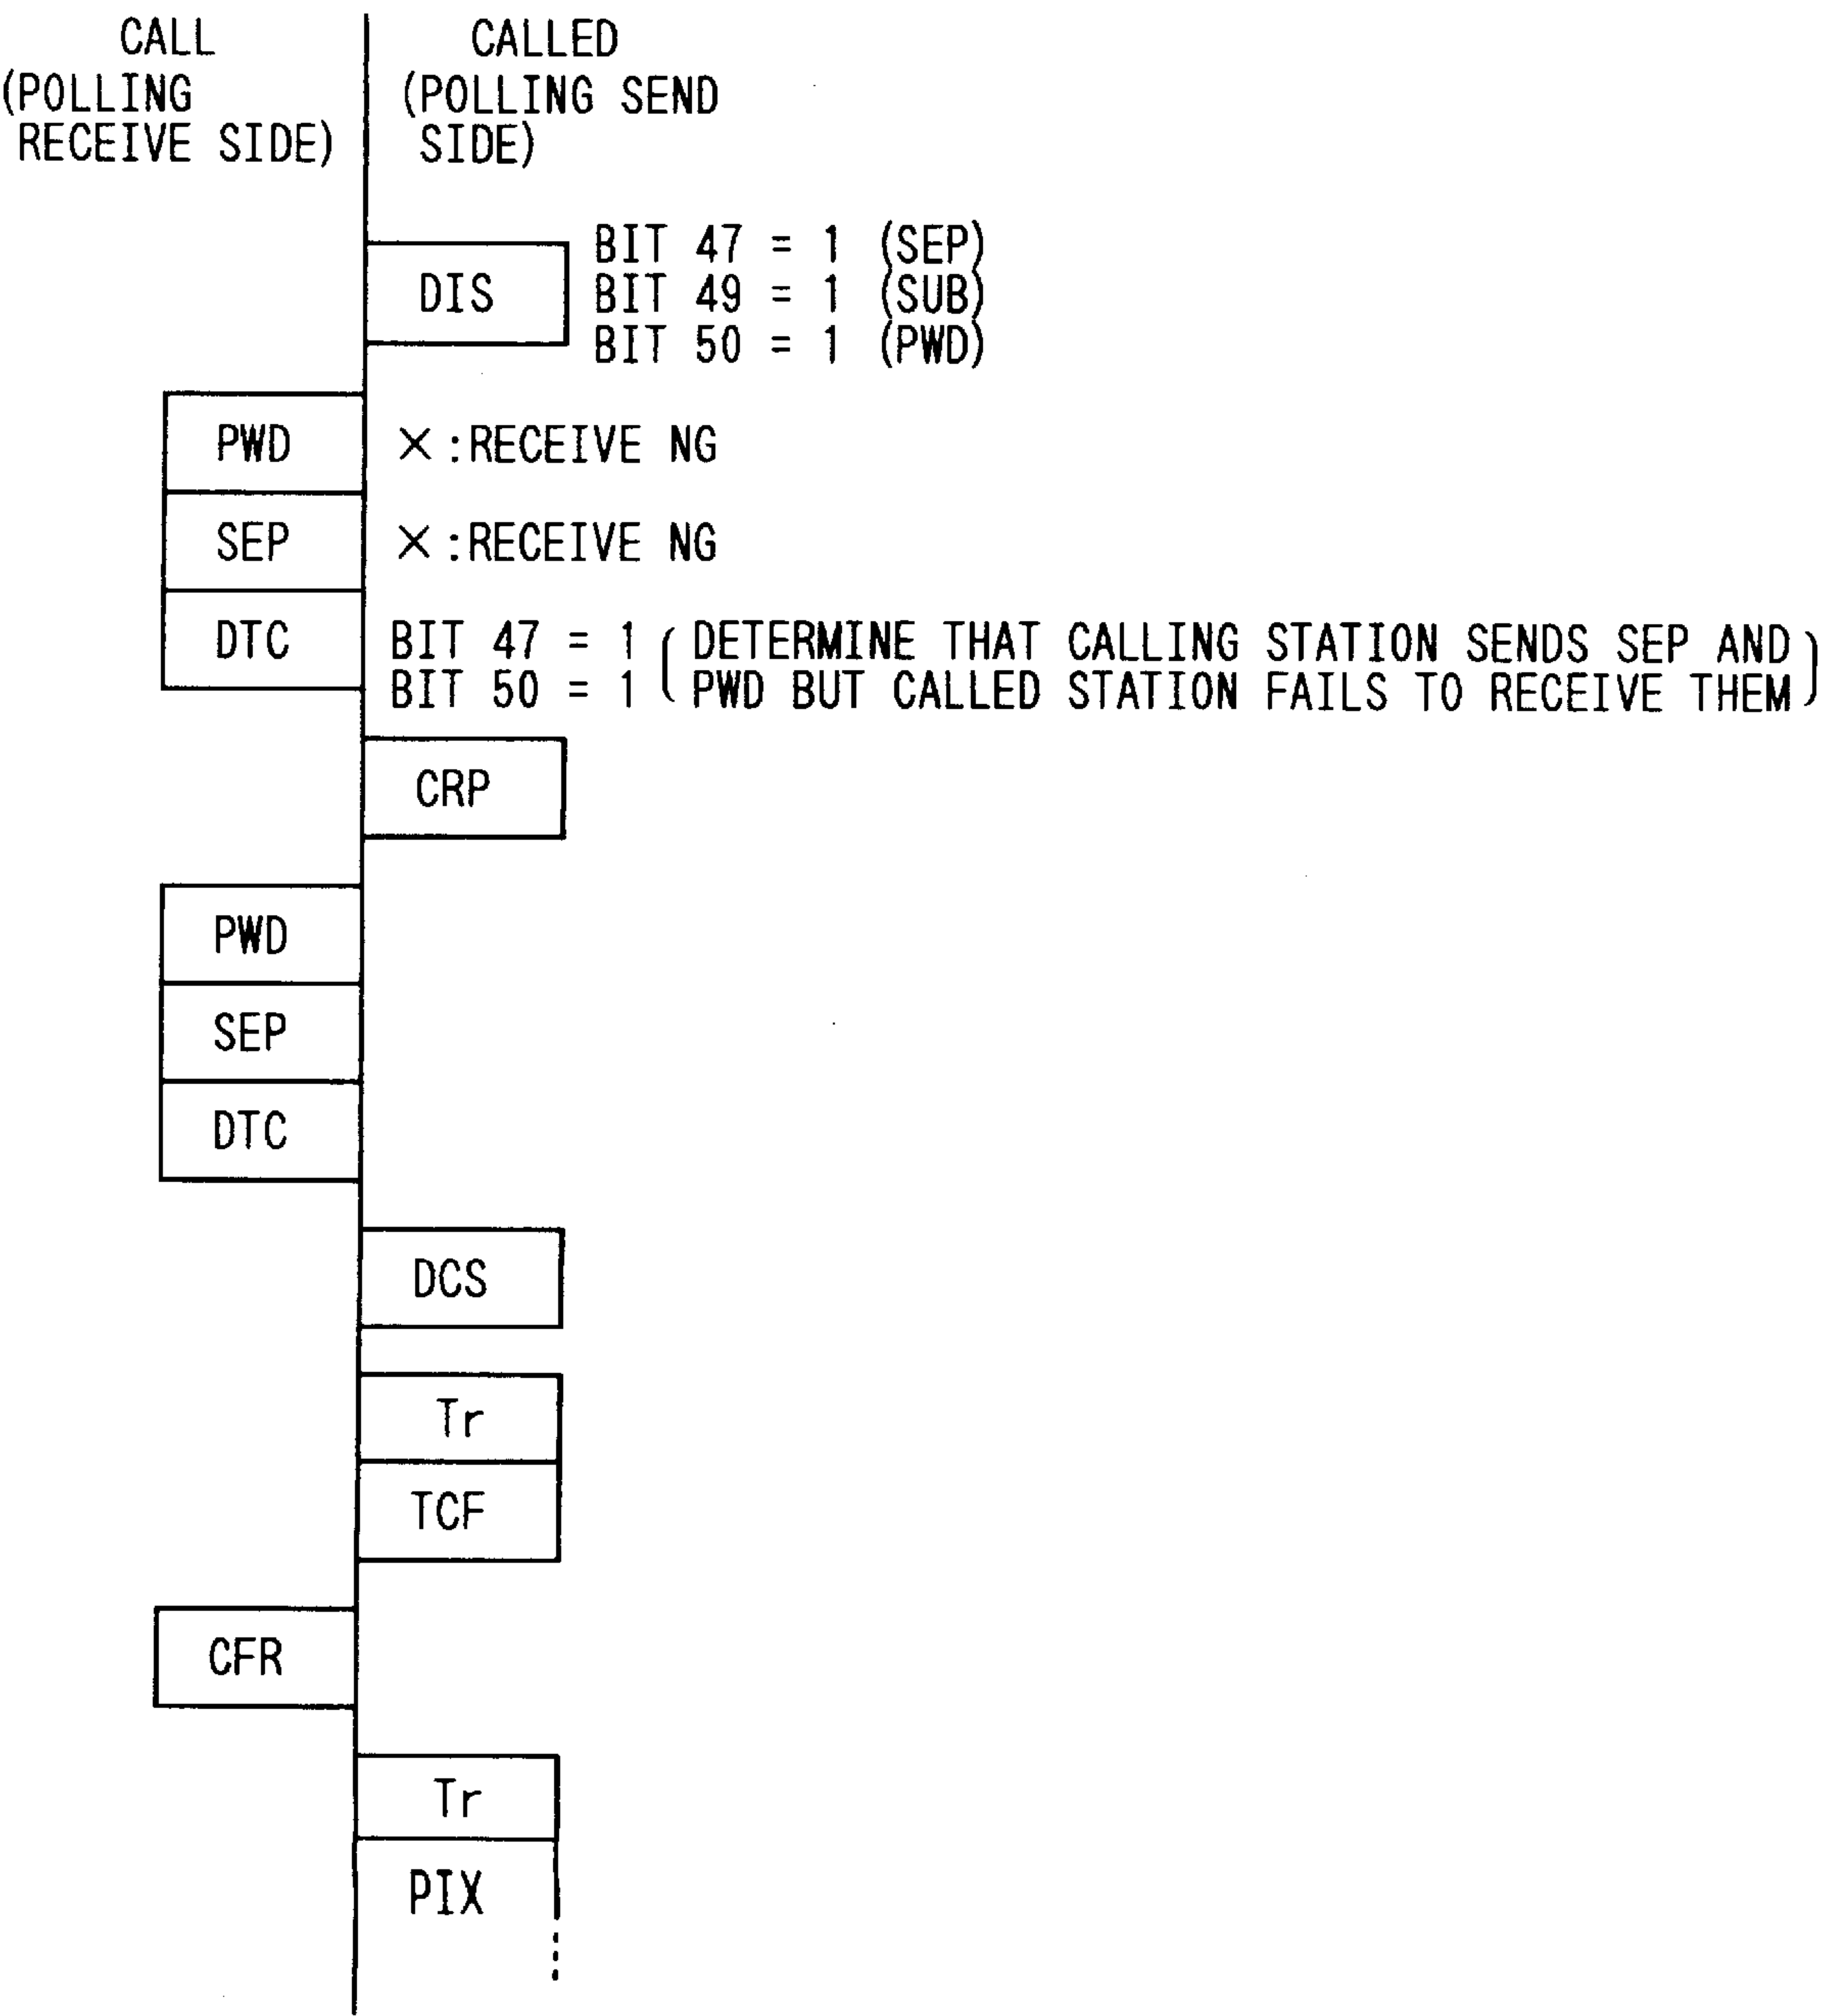 CALL
(POLLING
RECEIVE SIDE)
CALLED
(POLLING SEND
SIDE)
DIS
BIT 47 = 1 (SEP)
BIT 49 = 1 (SUB)
BIT 50 = 1 (PWD)
PWD
×:RECEIVE NG
SEP
×:RECEIVE NG
DTC
BIT 47 = 1
BIT 50 = 1
(DETERMINE THAT CALLING STATION SENDS SEP AND
PWD BUT CALLED STATION FAILS TO RECEIVE THEM)
CRP
PWD
SEP
DTC
DCS
Tr
TCF
CFR
Tr
PIX